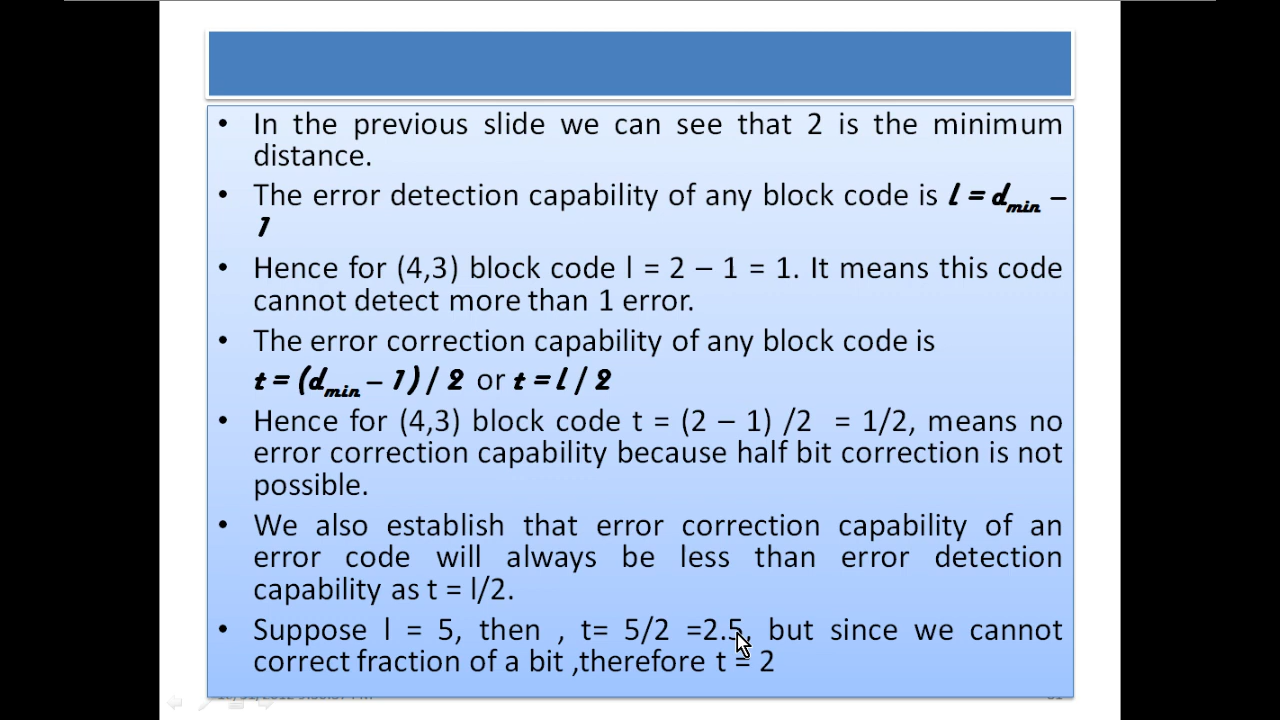 • In the previous slide we can see that 2 is the minimum
distance.
• The error detection capability of any block code is l = dmin –
1
• Hence for (4,3) block code l = 2 – 1 = 1. It means this code
cannot detect more than 1 error.
• The error correction capability of any block code is
t = (dmin – 1) / 2 or t = l / 2
• Hence for (4,3) block code t = (2 – 1) /2 = 1/2, means no
error correction capability because half bit correction is not
possible.
• We also establish that error correction capability of an
error code will always be less than error detection
capability as t = l/2.
• Suppose l = 5, then , t= 5/2 =2.5, but since we cannot
correct fraction of a bit ,therefore t = 2